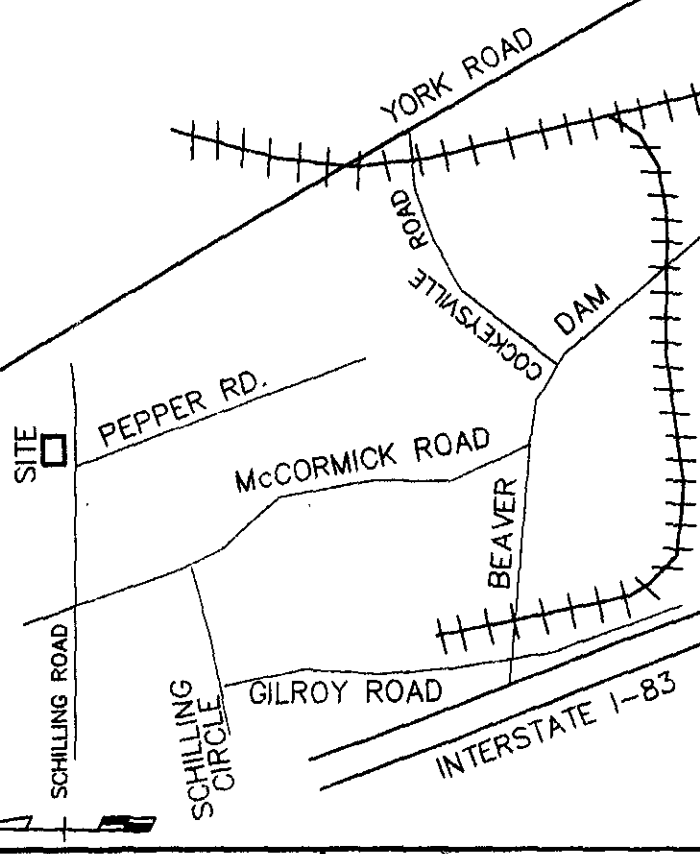 YORK ROAD
ROAD
COCKEYSVILLE
DAM
PEPPER RD.
SITE
McCORMICK ROAD
BEAVER
SCHILLING ROAD
SCHILLING
CIRCLE
GILROY ROAD
INTERSTATE I-83